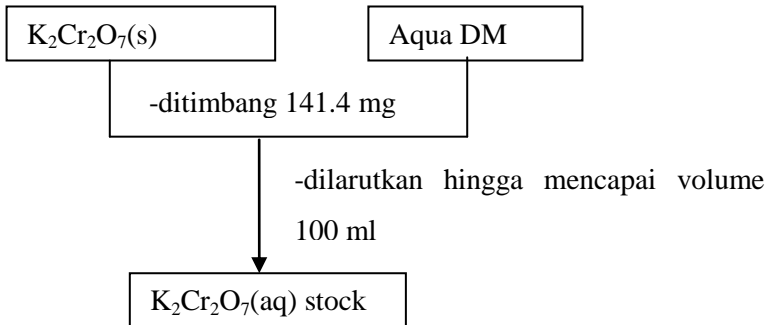 K₂Cr₂O₇(s)
Aqua DM
-ditimbang 141.4 mg
-dilarutkan hingga mencapai volume
100 ml
K₂Cr₂O₇(aq) stock